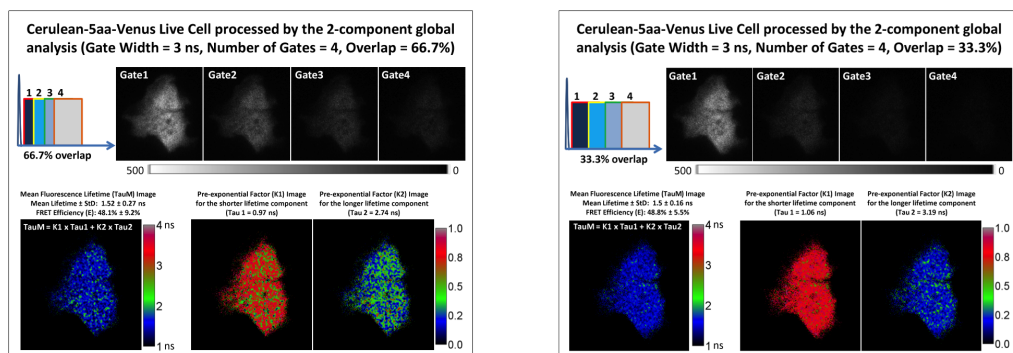 Cerulean-5aa-Venus Live Cell processed by the 2-component global
analysis (Gate Width = 3 ns, Number of Gates = 4, Overlap = 66.7%)
Gate1 Gate2 Gate3 Gate4
1 2 3 4
66.7% overlap
500 0
Mean Fluorescence Lifetime (TauM) Image
Mean Lifetime ± StD: 1.52 ± 0.27 ns
FRET Efficiency (E): 48.1% ± 9.2%
Pre-exponential Factor (K1) Image
for the shorter lifetime component
(Tau 1 = 0.97 ns)
Pre-exponential Factor (K2) Image
for the longer lifetime component
(Tau 2 = 2.74 ns)
TauM = K1 x Tau1 + K2 x Tau2
4 ns
3
2
1 ns
1.0
0.8
0.6
0.5
0.2
0.0
Cerulean-5aa-Venus Live Cell processed by the 2-component global
analysis (Gate Width = 3 ns, Number of Gates = 4, Overlap = 33.3%)
Gate1 Gate2 Gate3 Gate4
1 2 3 4
33.3% overlap
500 0
Mean Fluorescence Lifetime (TauM) Image
Mean Lifetime ± StD: 1.5 ± 0.16 ns
FRET Efficiency (E): 48.8% ± 5.5%
Pre-exponential Factor (K1) Image
for the shorter lifetime component
(Tau 1 = 1.06 ns)
Pre-exponential Factor (K2) Image
for the longer lifetime component
(Tau 2 = 3.19 ns)
TauM = K1 x Tau1 + K2 x Tau2
4 ns
3
2
1 ns
1.0
0.8
0.6
0.5
0.2
0.0